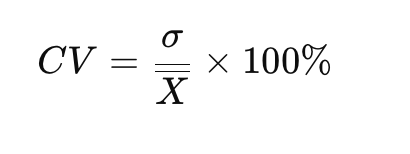 CV = σ / X̄ × 100%